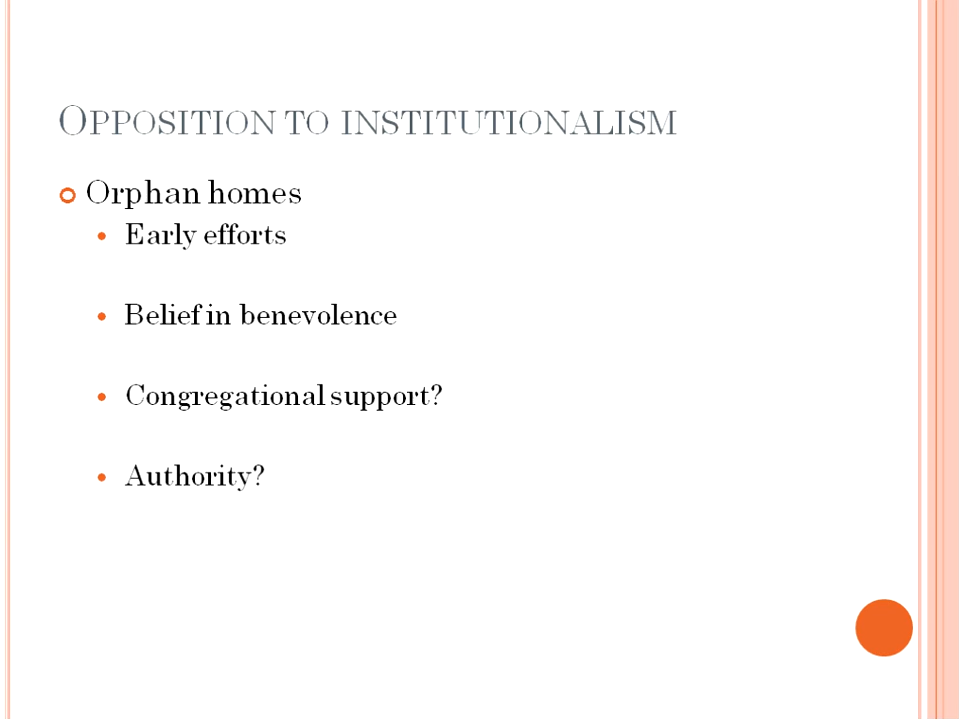 OPPOSITION TO INSTITUTIONALISM
Orphan homes
Early efforts
Belief in benevolence
Congregational support?
Authority?